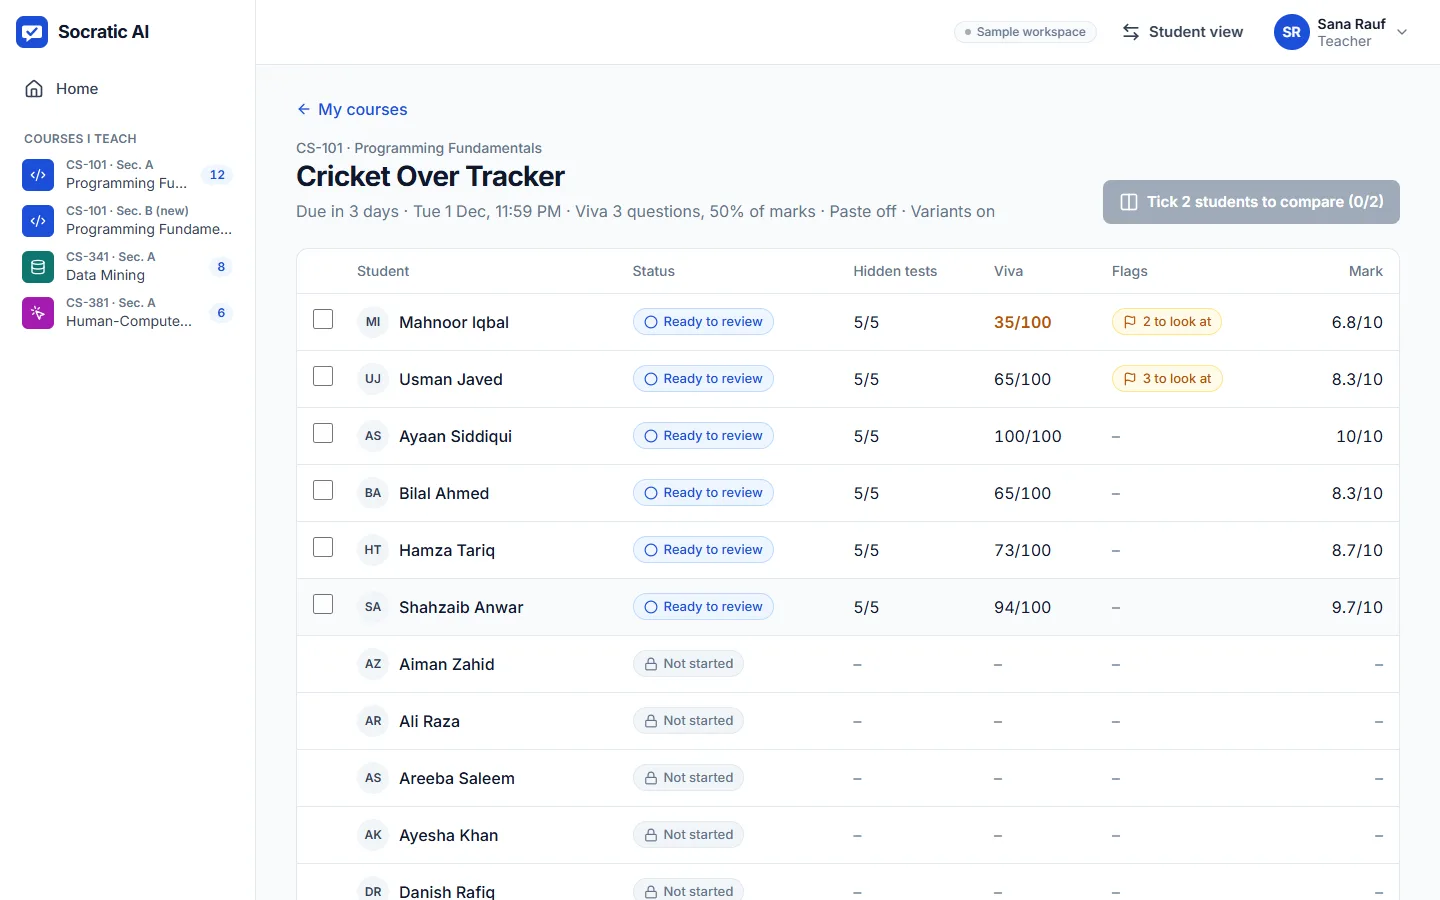 Socratic AI
Sample workspace
Student view
SR
Sana Rauf
Teacher
Home
COURSES I TEACH
CS-101 · Sec. A
Programming Fu...
12
CS-101 · Sec. B (new)
Programming Fundame...
CS-341 · Sec. A
Data Mining
8
CS-381 · Sec. A
Human-Compute...
6
← My courses
CS-101 · Programming Fundamentals
Cricket Over Tracker
Due in 3 days · Tue 1 Dec, 11:59 PM · Viva 3 questions, 50% of marks · Paste off · Variants on
Tick 2 students to compare (0/2)
Student Status Hidden tests Viva Flags Mark
MI Mahnoor Iqbal Ready to review 5/5 35/100 2 to look at 6.8/10
UJ Usman Javed Ready to review 5/5 65/100 3 to look at 8.3/10
AS Ayaan Siddiqui Ready to review 5/5 100/100 – 10/10
BA Bilal Ahmed Ready to review 5/5 65/100 – 8.3/10
HT Hamza Tariq Ready to review 5/5 73/100 – 8.7/10
SA Shahzaib Anwar Ready to review 5/5 94/100 – 9.7/10
AZ Aiman Zahid Not started – – – –
AR Ali Raza Not started – – – –
AS Areeba Saleem Not started – – – –
AK Ayesha Khan Not started – – – –
DR Danish Rafiq Not started – – – –